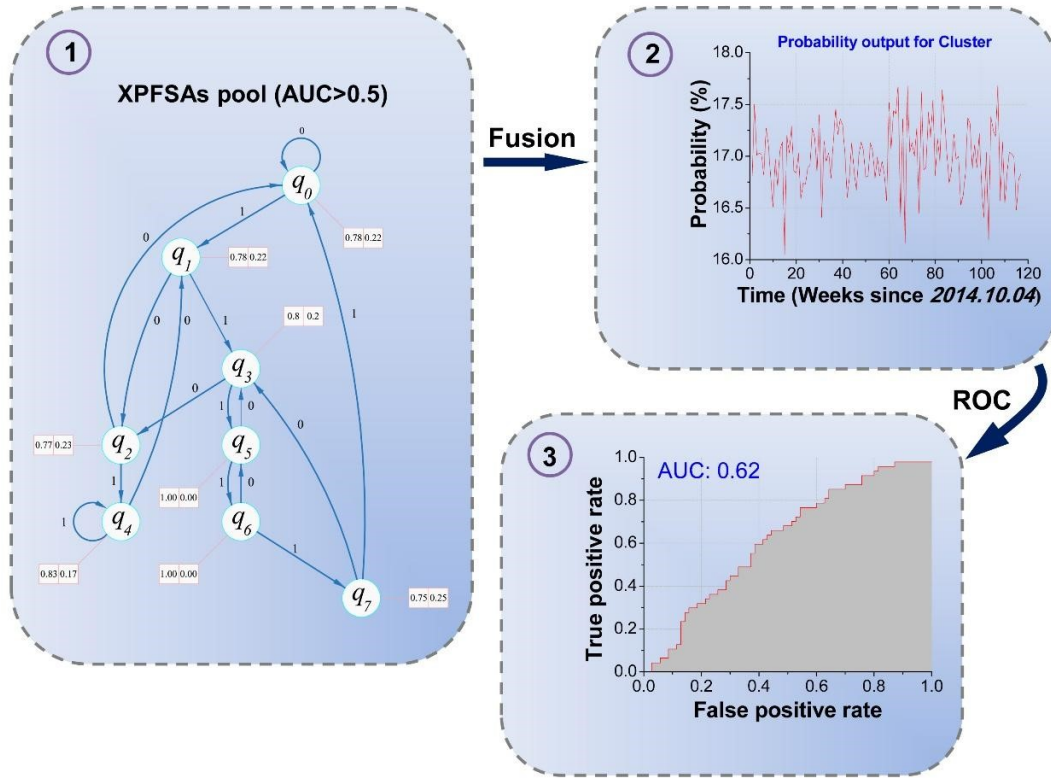 1
XPFSAs pool (AUC>0.5)
0
q0
1
0.78 0.22
0
q1
0.78 0.22
0
0
1
0.8 0.2
1
q3
0
0
q2
0.77 0.23
1
0
q5
1
q4
0.83 0.17
1
1.00 0.00
1
0
q6
1.00 0.00
1
q7
0.75 0.25
Fusion
2
Probability output for Cluster
Probability (%)
18.0
17.5
17.0
16.5
16.0
0 20 40 60 80 100 120
Time (Weeks since 2014.10.04)
ROC
3
AUC: 0.62
True positive rate
1.0
0.8
0.6
0.4
0.2
0.0
0.0 0.2 0.4 0.6 0.8 1.0
False positive rate